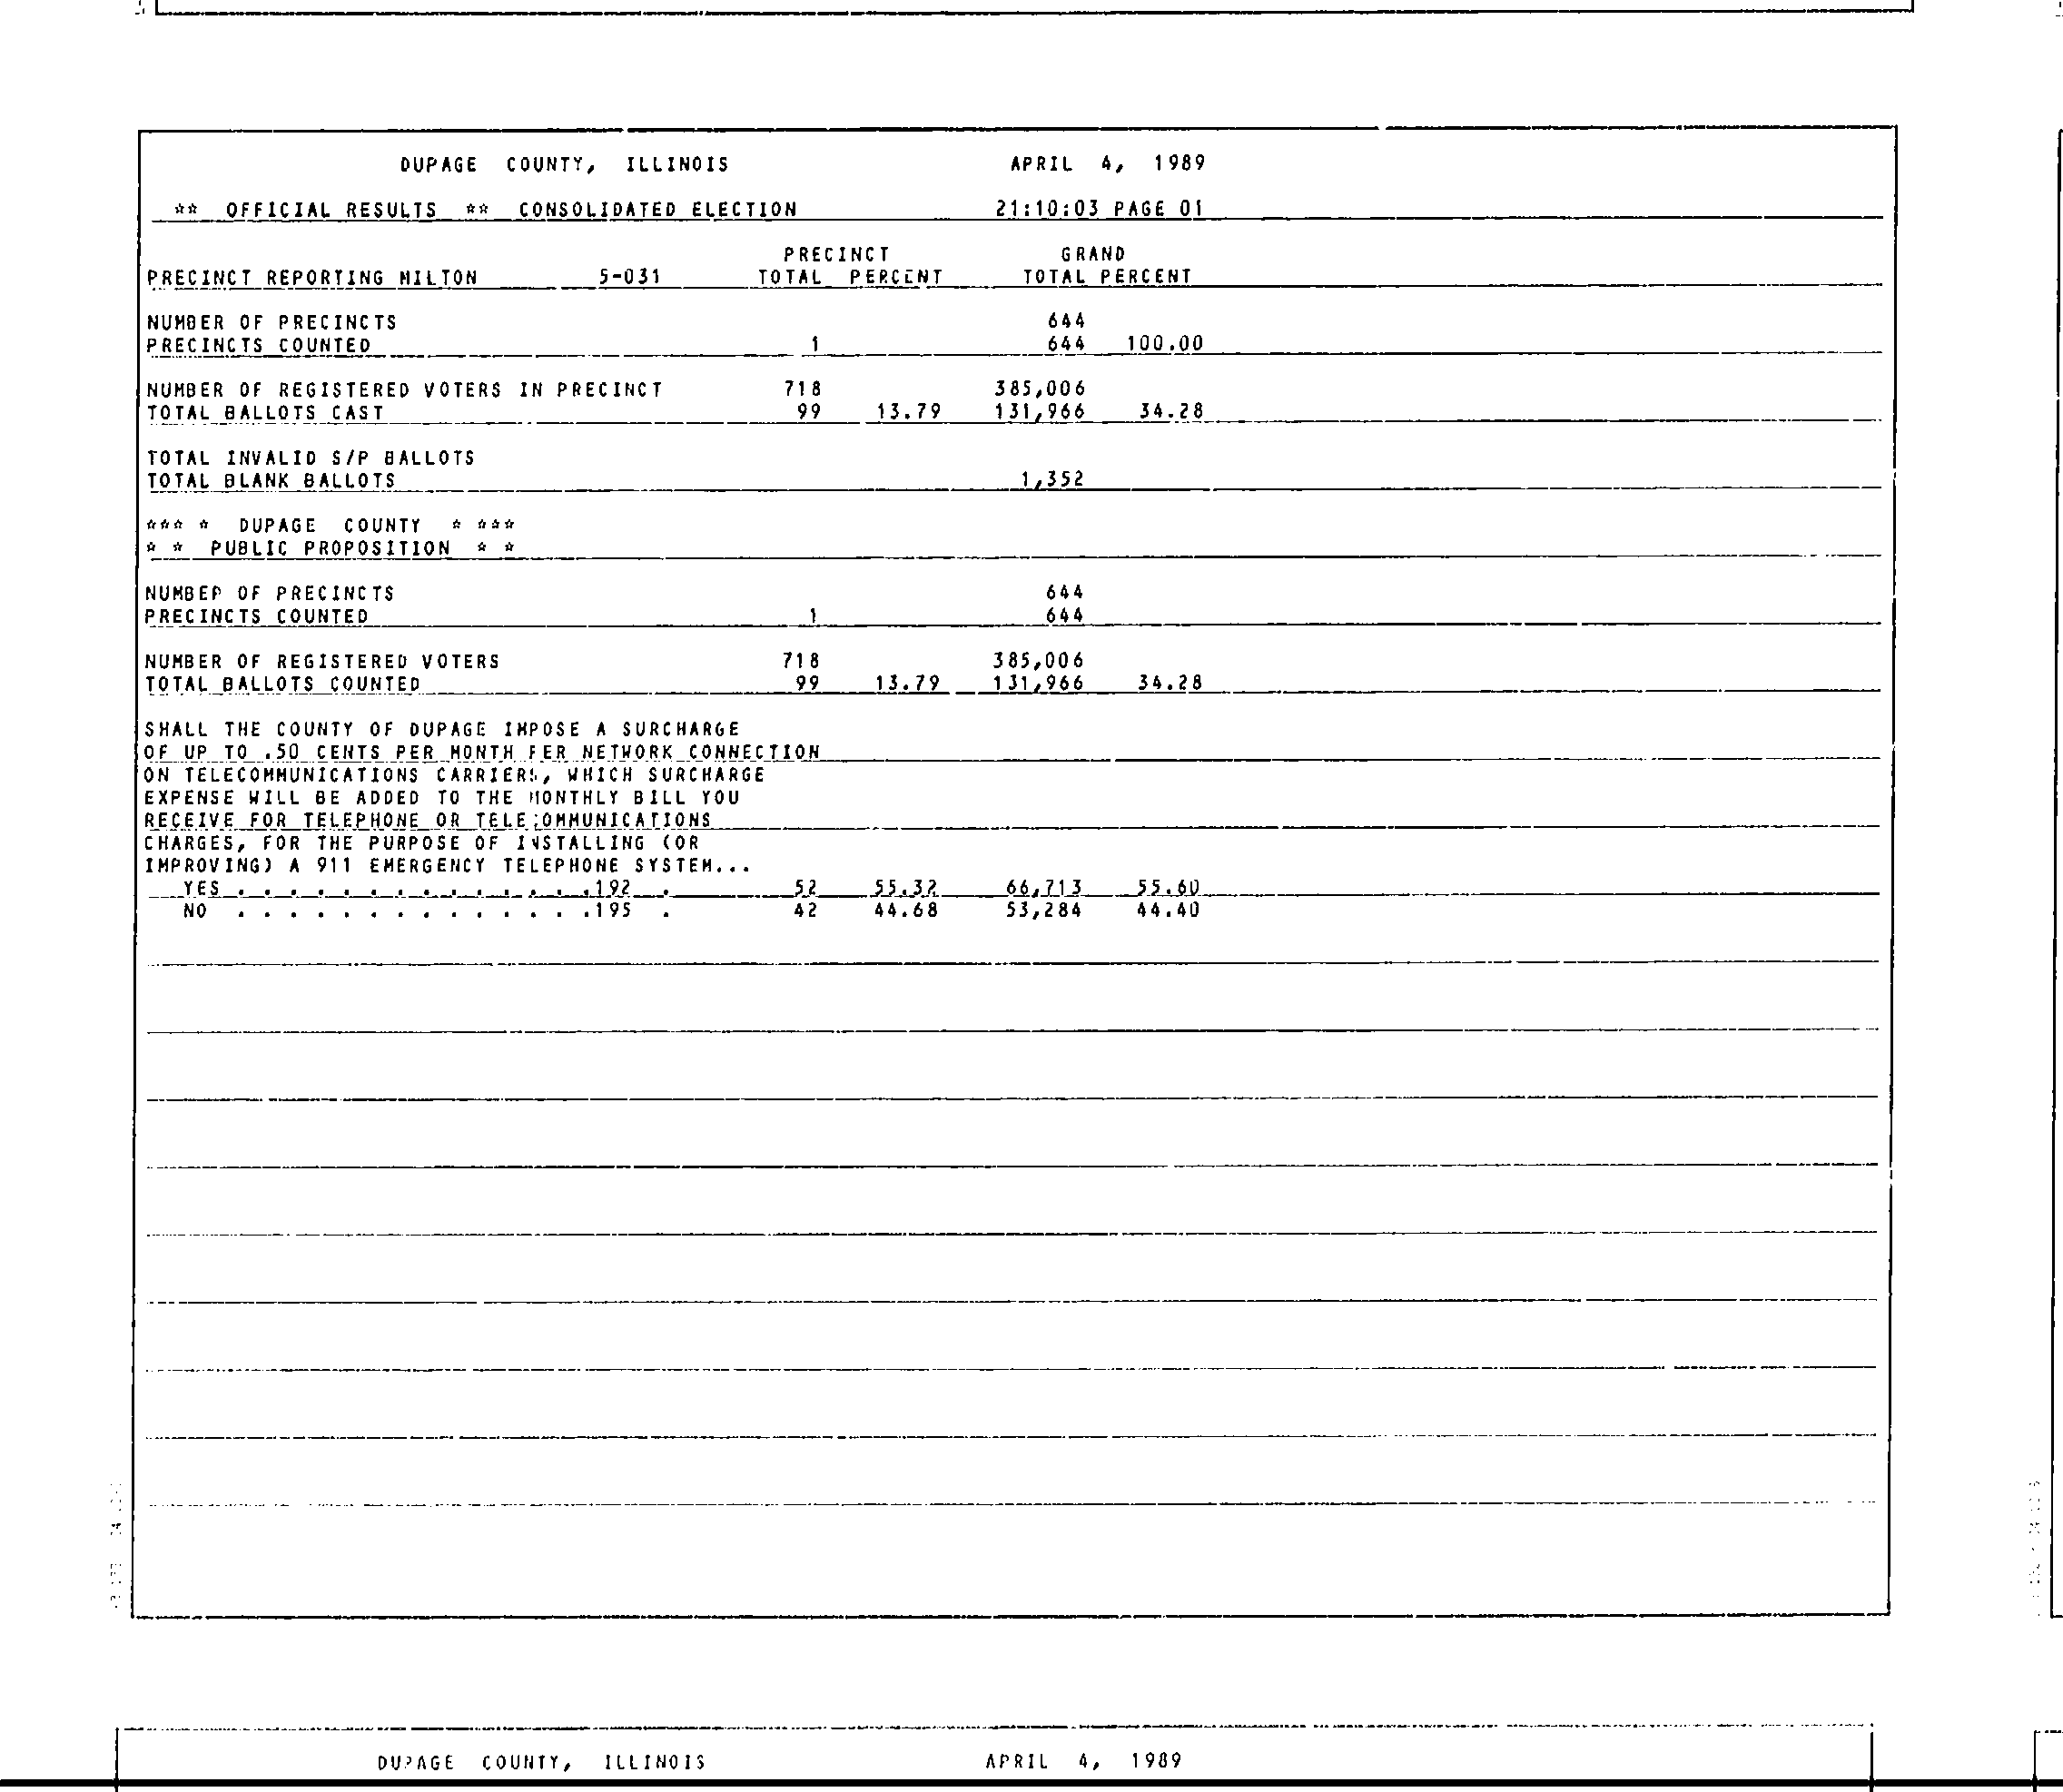 DUPAGE COUNTY, ILLINOIS APRIL 4, 1989
** OFFICIAL RESULTS ** CONSOLIDATED ELECTION 21:10:03 PAGE 01
PRECINCT GRAND
PRECINCT REPORTING MILTON 5-031 TOTAL PERCENT TOTAL PERCENT
NUMBER OF PRECINCTS 644
PRECINCTS COUNTED 1 644 100.00
NUMBER OF REGISTERED VOTERS IN PRECINCT 718 385,006
TOTAL BALLOTS CAST 99 13.79 131,966 34.28
TOTAL INVALID S/P BALLOTS
TOTAL BLANK BALLOTS 1,352
*** * DUPAGE COUNTY * ***
* * PUBLIC PROPOSITION * *
NUMBER OF PRECINCTS 644
PRECINCTS COUNTED 1 644
NUMBER OF REGISTERED VOTERS 718 385,006
TOTAL BALLOTS COUNTED 99 13.79 131,966 34.28
SHALL THE COUNTY OF DUPAGE IMPOSE A SURCHARGE
OF UP TO .50 CENTS PER MONTH PER NETWORK CONNECTION
ON TELECOMMUNICATIONS CARRIERS, WHICH SURCHARGE
EXPENSE WILL BE ADDED TO THE MONTHLY BILL YOU
RECEIVE FOR TELEPHONE OR TELECOMMUNICATIONS
CHARGES, FOR THE PURPOSE OF INSTALLING (OR
IMPROVING) A 911 EMERGENCY TELEPHONE SYSTEM...
YES . . . . . . . . . . . . . .192 . 52 55.32 66,713 55.60
NO . . . . . . . . . . . . . .195 . 42 44.68 53,284 44.40
DUPAGE COUNTY, ILLINOIS APRIL 4, 1989